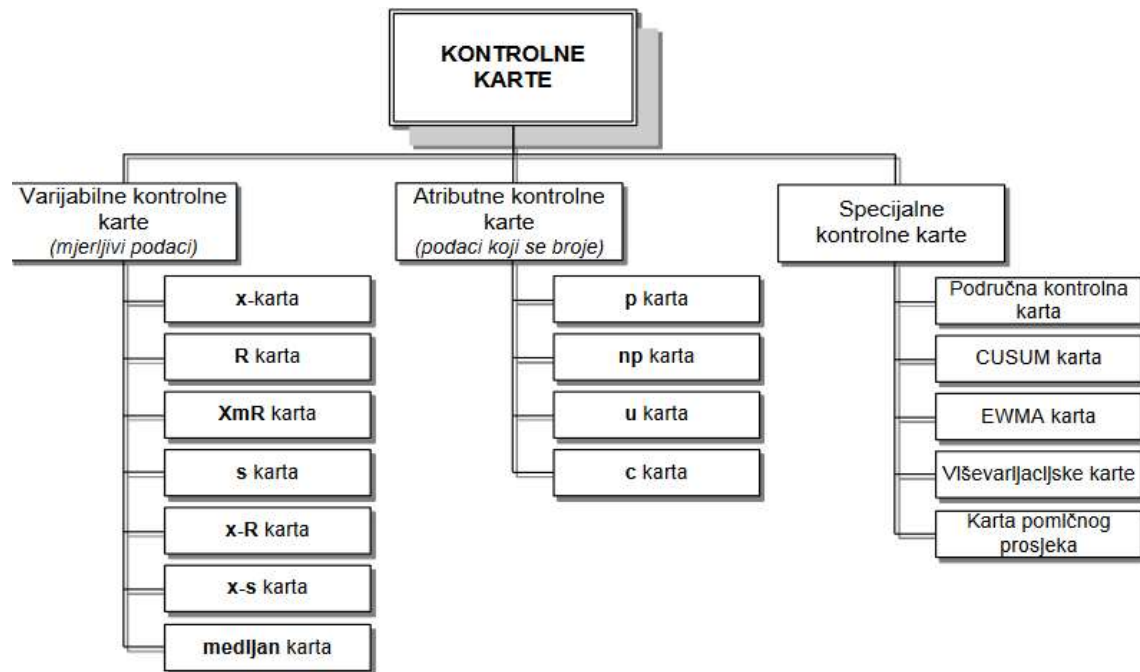 KONTROLNE
KARTE
Varijabilne kontrolne
karte
(mjerljivi podaci)
x-karta
R karta
XmR karta
s karta
x-R karta
x-s karta
medijan karta
Atributne kontrolne
karte
(podaci koji se broje)
p karta
np karta
u karta
c karta
Specijalne
kontrolne karte
Područna kontrolna
karta
CUSUM karta
EWMA karta
Viševarijacijske karte
Karta pomičnog
prosjeka